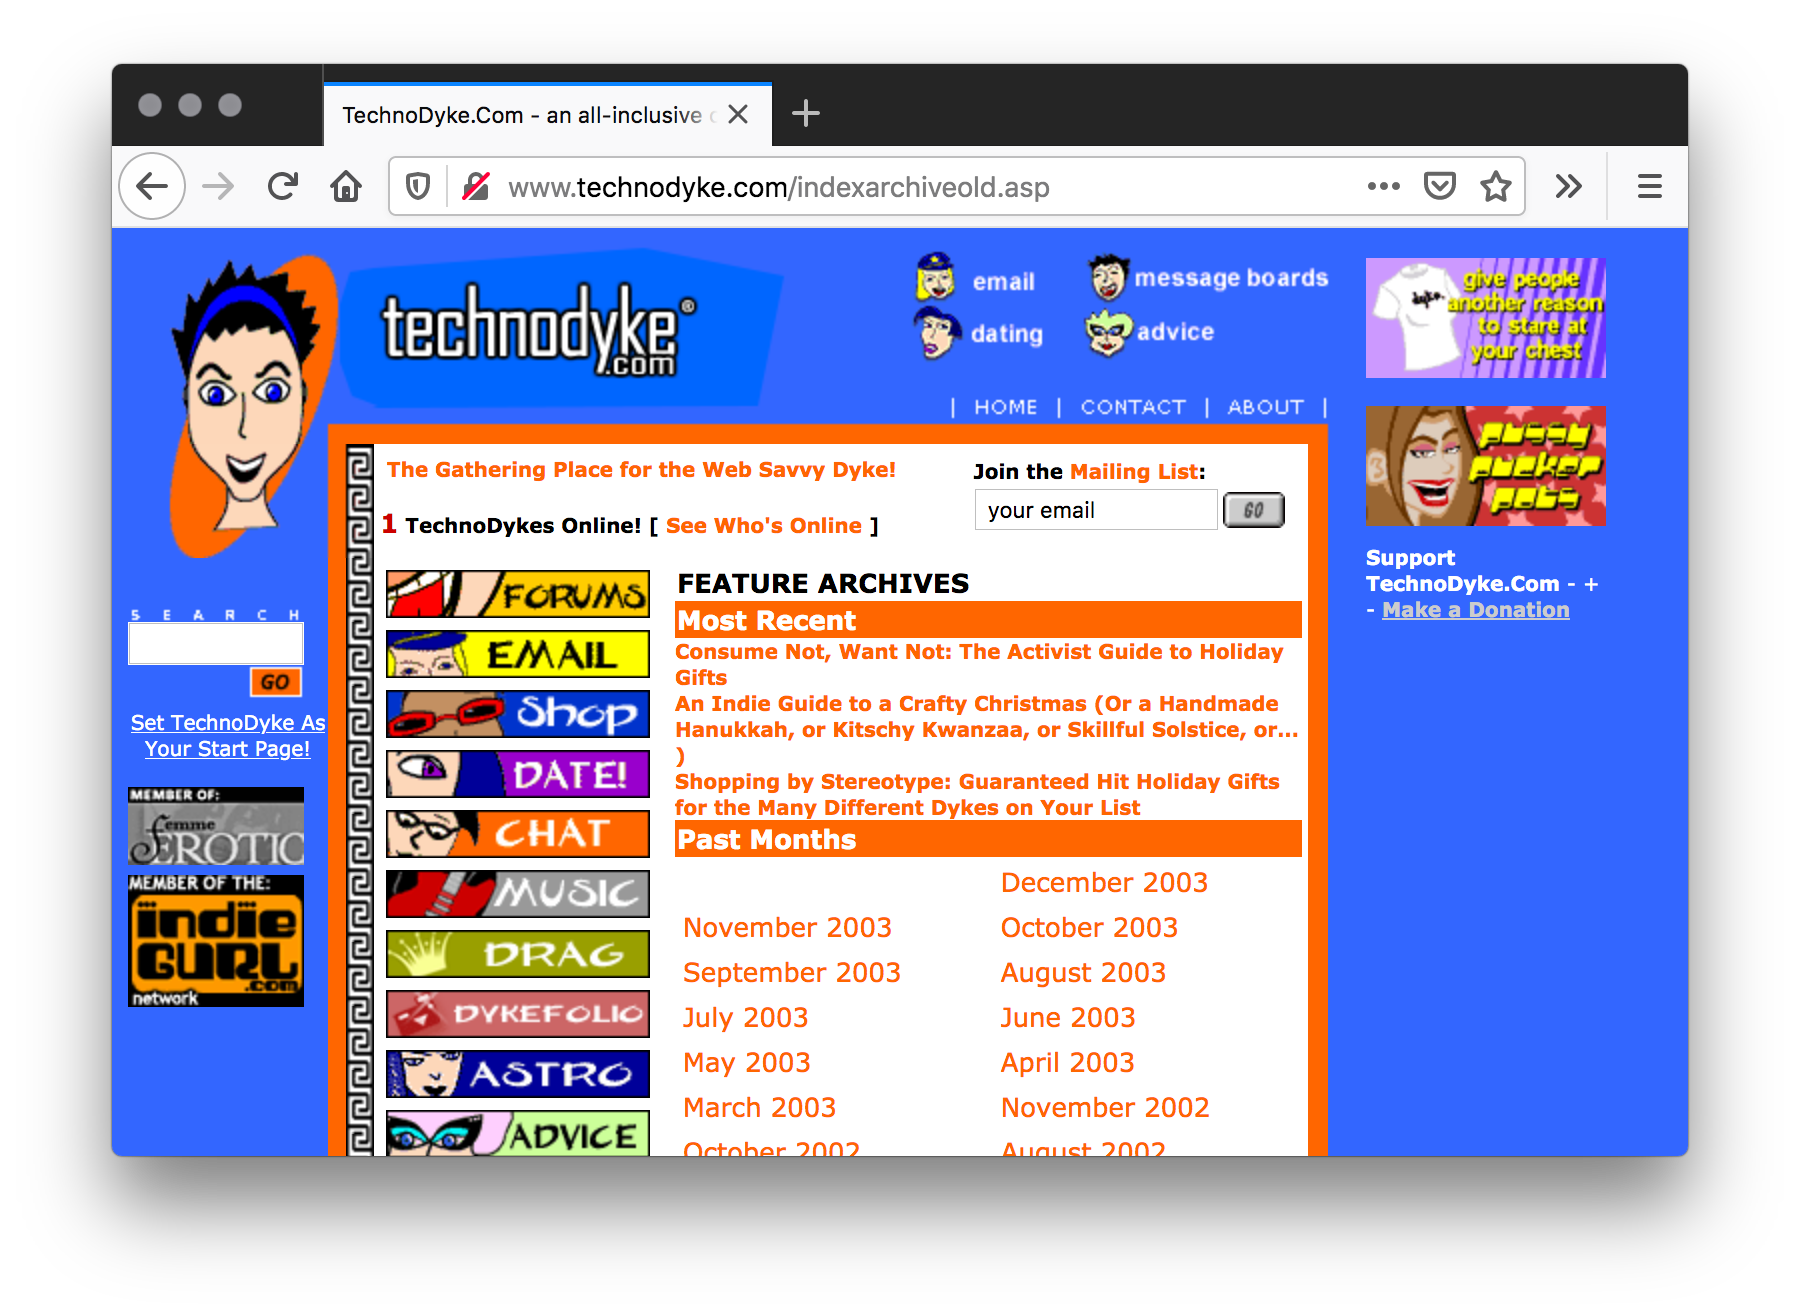 TechnoDyke.Com - an all-inclusive
www.technodyke.com/indexarchiveold.asp
technodyke®
.com
email
message boards
dating
advice
| HOME | CONTACT | ABOUT |
give people
another reason
to stare at
your chest
dyke.
pussy
pucker
pots
Support
TechnoDyke.Com - +
- Make a Donation
SEARCH
GO
Set TechnoDyke As
Your Start Page!
MEMBER OF:
femme
EROTIC
MEMBER OF THE:
indie
GURL
.com
network
The Gathering Place for the Web Savvy Dyke!
1 TechnoDykes Online! [ See Who's Online ]
Join the Mailing List:
your email
GO
FORUMS
EMAIL
SHOP
DATE!
CHAT
MUSIC
DRAG
DYKEFOLIO
ASTRO
ADVICE
FEATURE ARCHIVES
Most Recent
Consume Not, Want Not: The Activist Guide to Holiday
Gifts
An Indie Guide to a Crafty Christmas (Or a Handmade
Hanukkah, or Kitschy Kwanzaa, or Skillful Solstice, or...
)
Shopping by Stereotype: Guaranteed Hit Holiday Gifts
for the Many Different Dykes on Your List
Past Months
December 2003
November 2003
October 2003
September 2003
August 2003
July 2003
June 2003
May 2003
April 2003
March 2003
November 2002
October 2002
August 2002